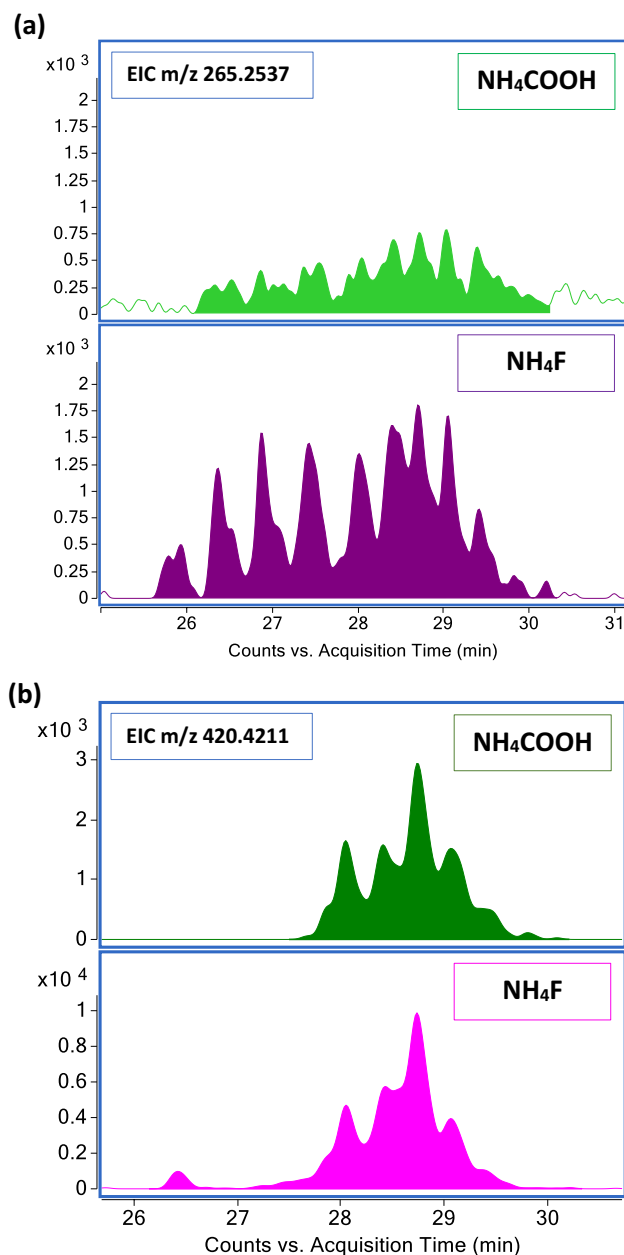 (a)
x10 3
EIC m/z 265.2537
NH₄COOH
2
1.75
1.5
1.25
1
0.75
0.5
0.25
0
x10 3
NH₄F
2
1.75
1.5
1.25
1
0.75
0.5
0.25
0
26 27 28 29 30 31
Counts vs. Acquisition Time (min)
(b)
x10 3
EIC m/z 420.4211
NH₄COOH
3
2
1
0
x10 4
NH₄F
1
0.8
0.6
0.4
0.2
0
26 27 28 29 30
Counts vs. Acquisition Time (min)